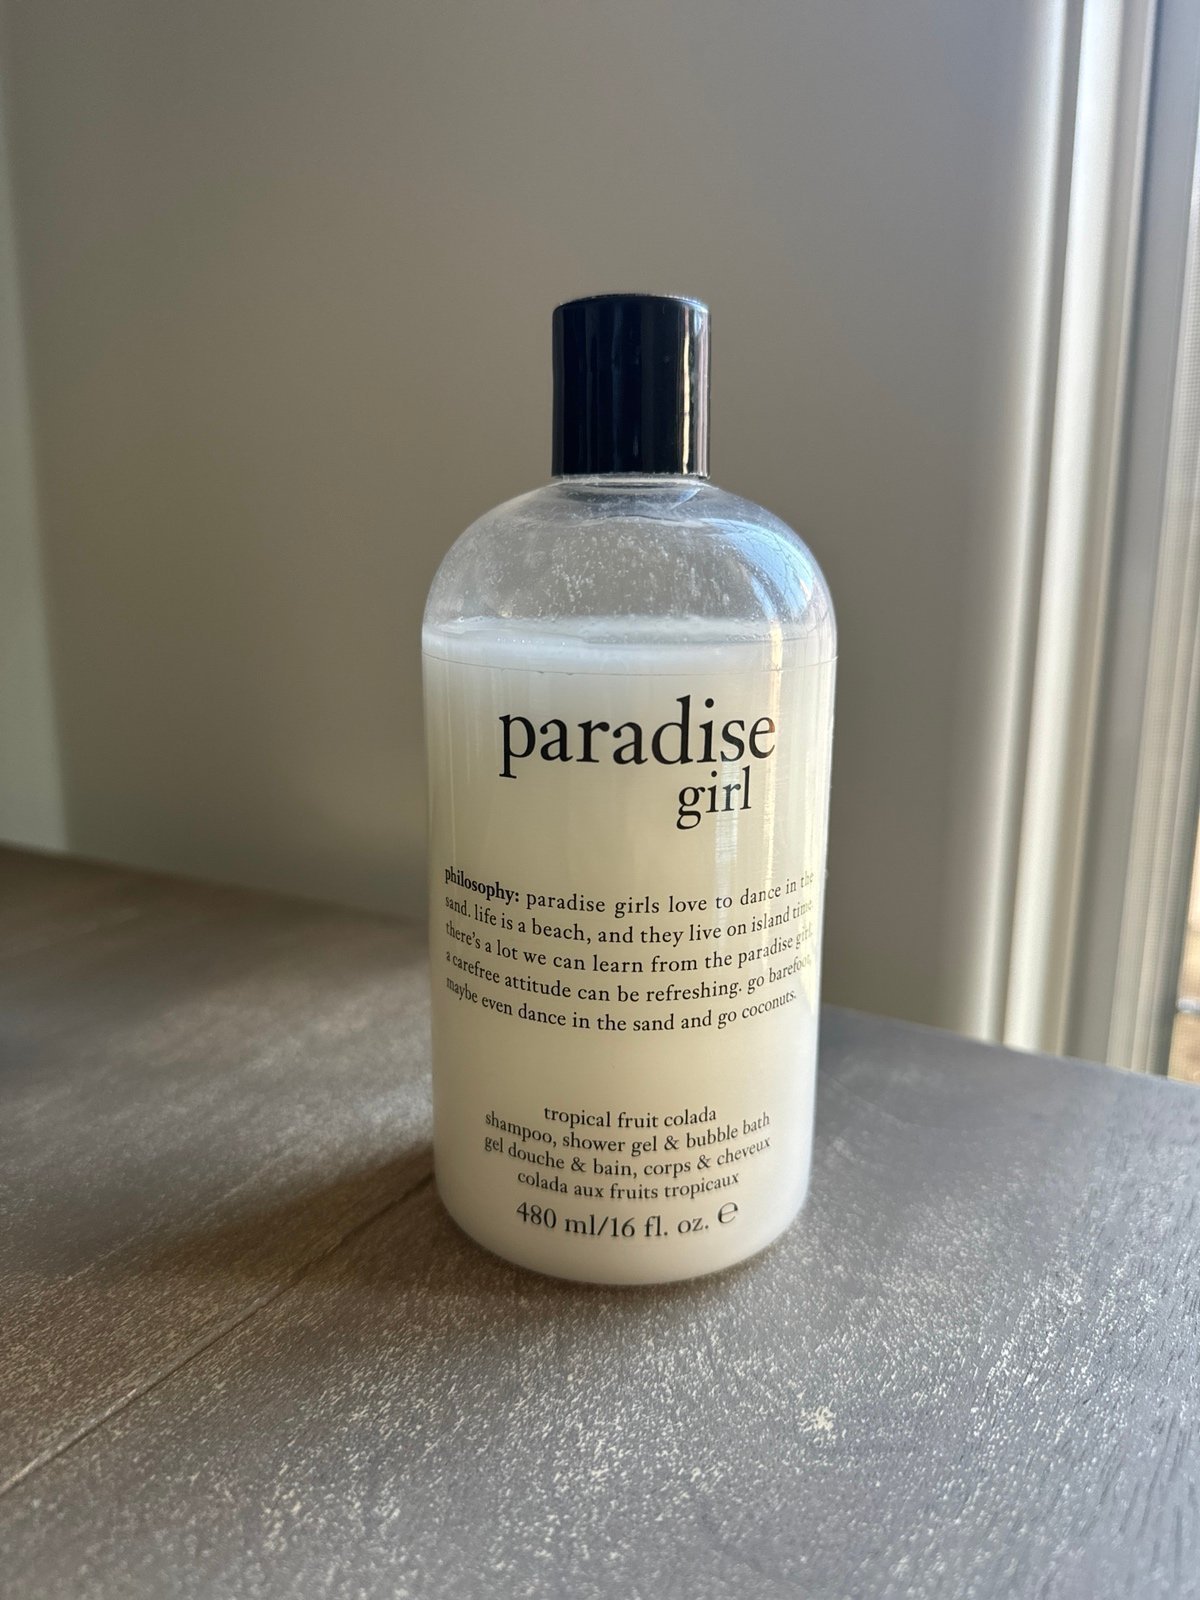 paradise
girl
philosophy: paradise girls love to dance in the
sand. life is a beach, and they live on island time.
there's a lot we can learn from the paradise girl.
a carefree attitude can be refreshing. go barefoot,
maybe even dance in the sand and go coconuts.
tropical fruit colada
shampoo, shower gel & bubble bath
gel douche & bain, corps & cheveux
colada aux fruits tropicaux
480 ml/16 fl. oz. ℮